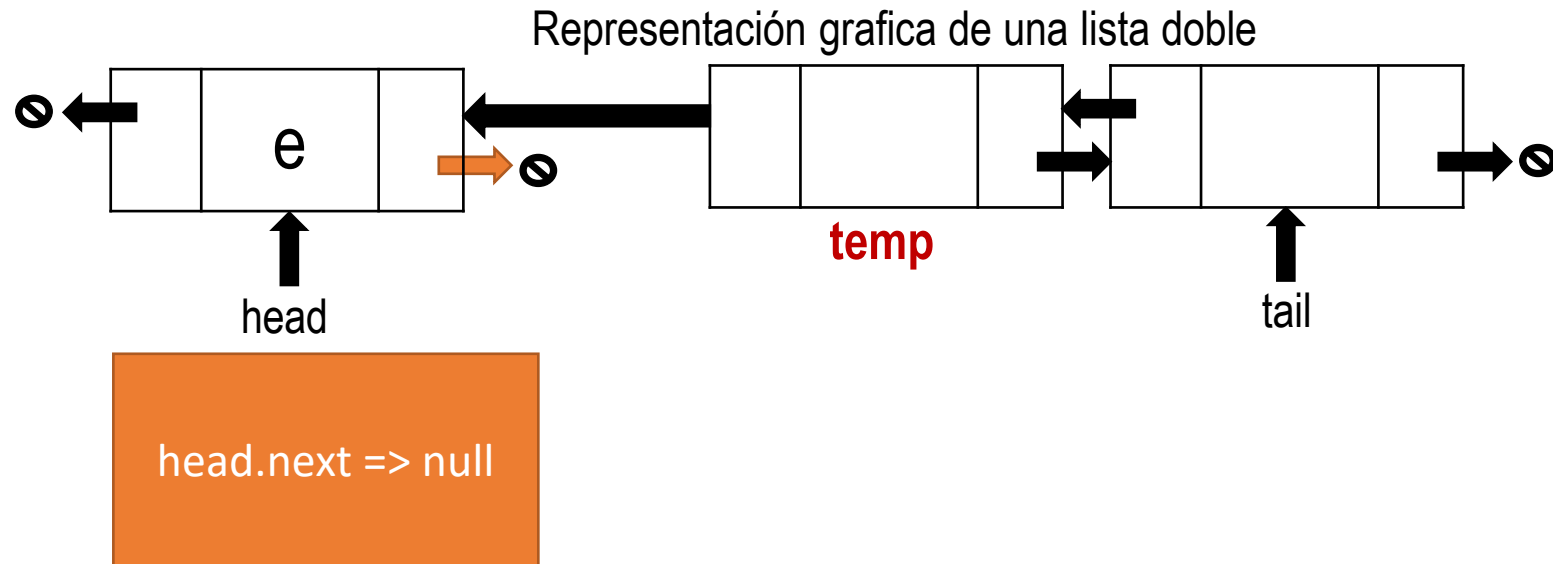 Representación grafica de una lista doble
e
temp
head
tail
head.next => null